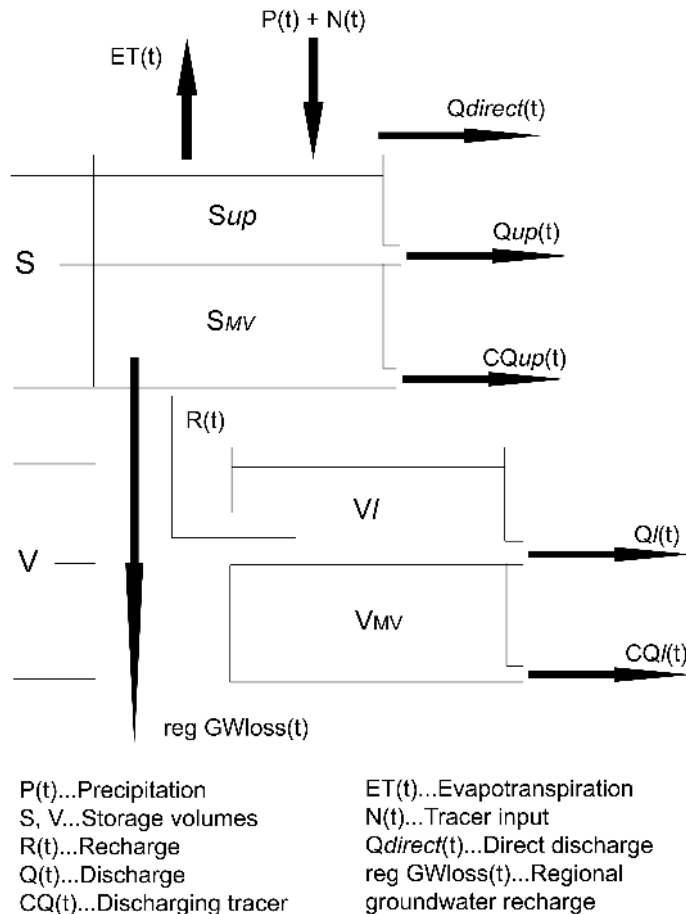 P(t) + N(t)
ET(t)
Qdirect(t)
Sup
Qup(t)
S
SMV
CQup(t)
R(t)
Vl
Ql(t)
V
VMV
CQl(t)
reg GWloss(t)
P(t)...Precipitation
S, V...Storage volumes
R(t)...Recharge
Q(t)...Discharge
CQ(t)...Discharging tracer
ET(t)...Evapotranspiration
N(t)...Tracer input
Qdirect(t)...Direct discharge
reg GWloss(t)...Regional
groundwater recharge